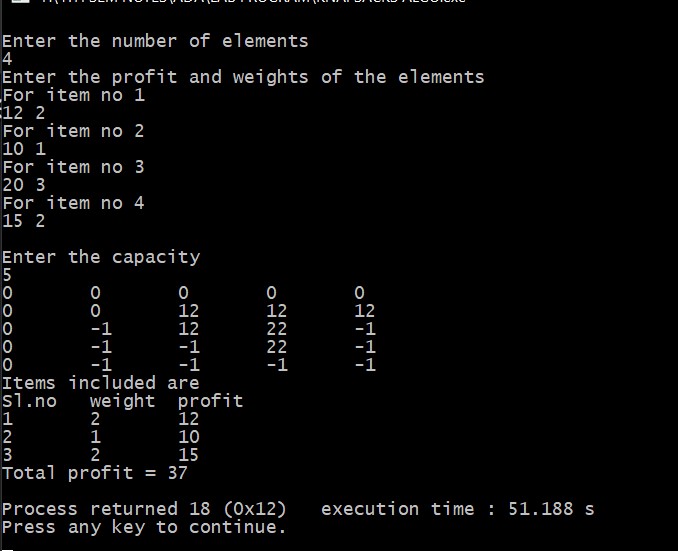 Enter the number of elements
4
Enter the profit and weights of the elements
For item no 1
12 2
For item no 2
10 1
For item no 3
20 3
For item no 4
15 2
Enter the capacity
5
0 0 0 0 0
0 0 12 12 12
0 -1 12 22 -1
0 -1 -1 22 -1
0 -1 -1 -1 -1
Items included are
Sl.no weight profit
1 2 12
2 1 10
3 2 15
Total profit = 37
Process returned 18 (0x12) execution time : 51.188 s
Press any key to continue.